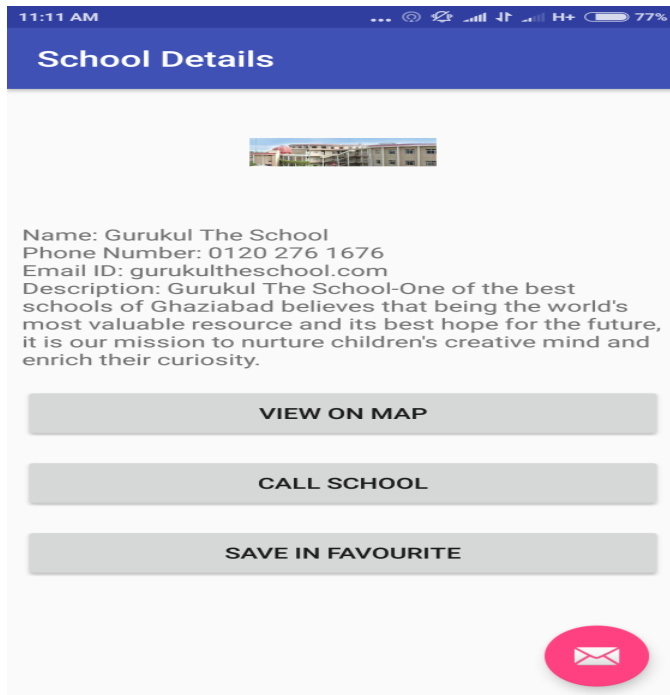 11:11 AM
... H+ 77%
School Details
Name: Gurukul The School
Phone Number: 0120 276 1676
Email ID: gurukultheschool.com
Description: Gurukul The School-One of the best
schools of Ghaziabad believes that being the world's
most valuable resource and its best hope for the future,
it is our mission to nurture children's creative mind and
enrich their curiosity.
VIEW ON MAP
CALL SCHOOL
SAVE IN FAVOURITE